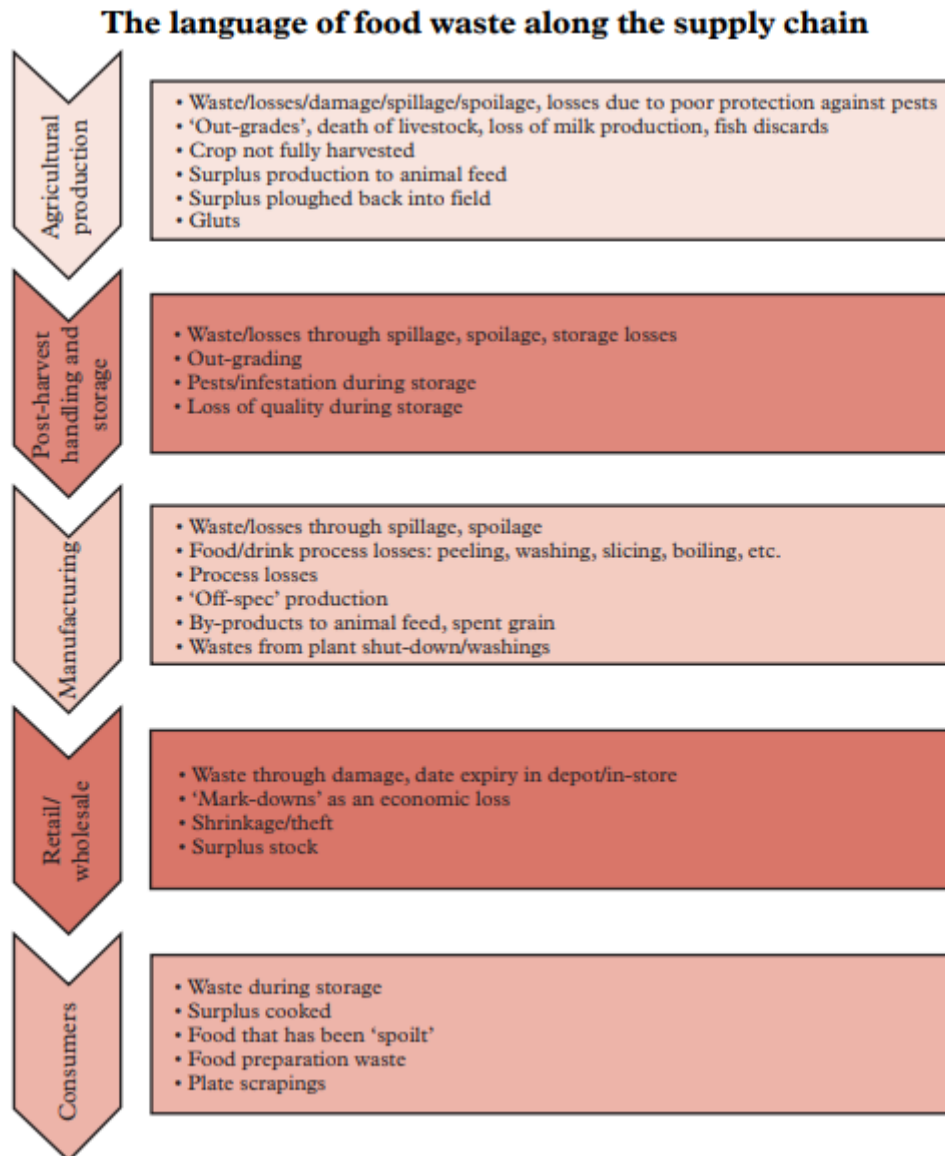 The language of food waste along the supply chain
Agricultural
production
• Waste/losses/damage/spillage/spoilage, losses due to poor protection against pests
• ‘Out-grades’, death of livestock, loss of milk production, fish discards
• Crop not fully harvested
• Surplus production to animal feed
• Surplus ploughed back into field
• Gluts
Post-harvest
handling and
storage
• Waste/losses through spillage, spoilage, storage losses
• Out-grading
• Pests/infestation during storage
• Loss of quality during storage
Manufacturing
• Waste/losses through spillage, spoilage
• Food/drink process losses: peeling, washing, slicing, boiling, etc.
• Process losses
• ‘Off-spec’ production
• By-products to animal feed, spent grain
• Wastes from plant shut-down/washings
Retail/
wholesale
• Waste through damage, date expiry in depot/in-store
• ‘Mark-downs’ as an economic loss
• Shrinkage/theft
• Surplus stock
Consumers
• Waste during storage
• Surplus cooked
• Food that has been ‘spoilt’
• Food preparation waste
• Plate scrapings